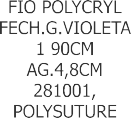 FIO POLYCRYL
FECH.G.VIOLETA
1 90CM
AG.4,8CM
281001,
POLYSUTURE